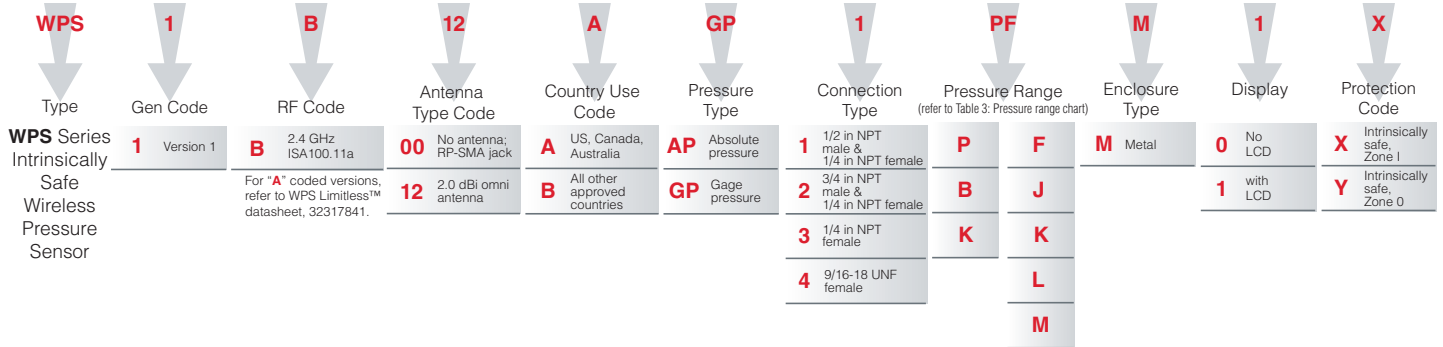 WPS 1 B 12 A GP 1 PF M 1 X
Type
WPS Series
Intrinsically
Safe
Wireless
Pressure
Sensor
Gen Code
1 Version 1
RF Code
B 2.4 GHz
ISA100.11a
For "A" coded versions,
refer to WPS Limitless™
datasheet, 32317841.
Antenna
Type Code
00 No antenna;
RP-SMA jack
12 2.0 dBi omni
antenna
Country Use
Code
A US, Canada,
Australia
B All other
approved
countries
Pressure
Type
AP Absolute
pressure
GP Gage
pressure
Connection
Type
1 1/2 in NPT
male &
1/4 in NPT female
2 3/4 in NPT
male &
1/4 in NPT female
3 1/4 in NPT
female
4 9/16-18 UNF
female
Pressure Range
(refer to Table 3: Pressure range chart)
P F
B J
K K
L
M
Enclosure
Type
M Metal
Display
0 No
LCD
1 with
LCD
Protection
Code
X Intrinsically
safe,
Zone I
Y Intrinsically
safe,
Zone 0